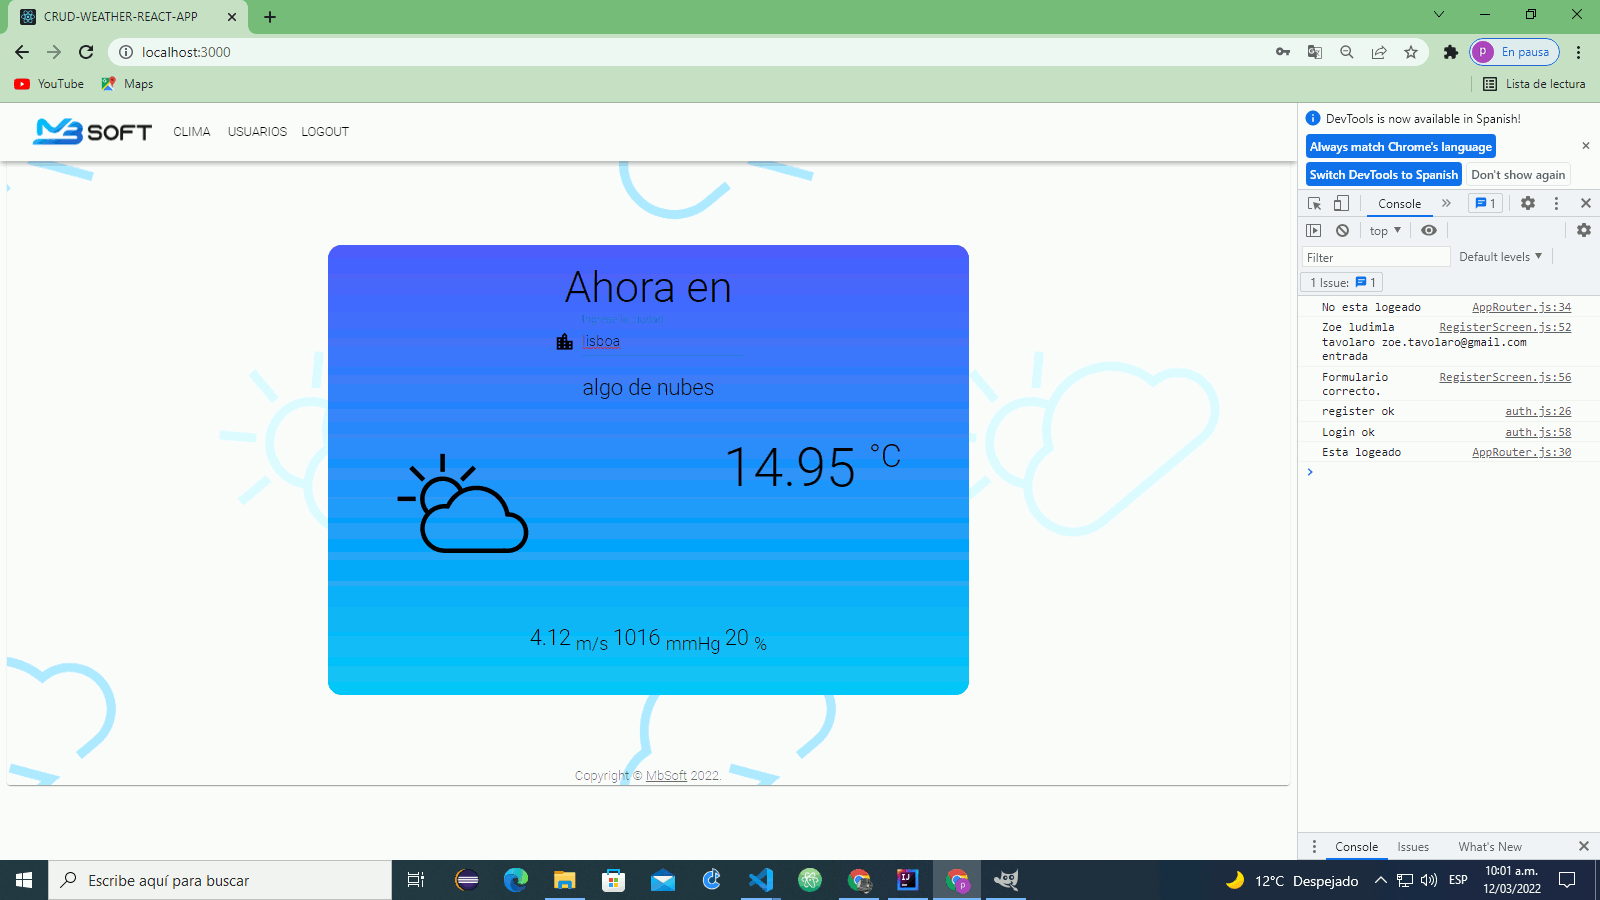 CRUD-WEATHER-REACT-APP
localhost:3000
P En pausa
YouTube Maps Lista de lectura
MB SOFT CLIMA USUARIOS LOGOUT
Ahora en
lisboa
algo de nubes
14.95 °C
4.12 m/s 1016 mmHg 20 %
Copyright © MbSoft 2022.
DevTools is now available in Spanish!
Always match Chrome's language
Switch DevTools to Spanish Don't show again
Console 1
top
Filter Default levels
1 Issue: 1
No esta logeado AppRouter.js:34
Zoe ludimla RegisterScreen.js:52
tavolaro zoe.tavolaro@gmail.com
entrada
Formulario RegisterScreen.js:56
correcto.
register ok auth.js:26
Login ok auth.js:58
Esta logeado AppRouter.js:30
Console Issues What's New
Escribe aquí para buscar
12°C Despejado ESP
10:01 a.m.
12/03/2022